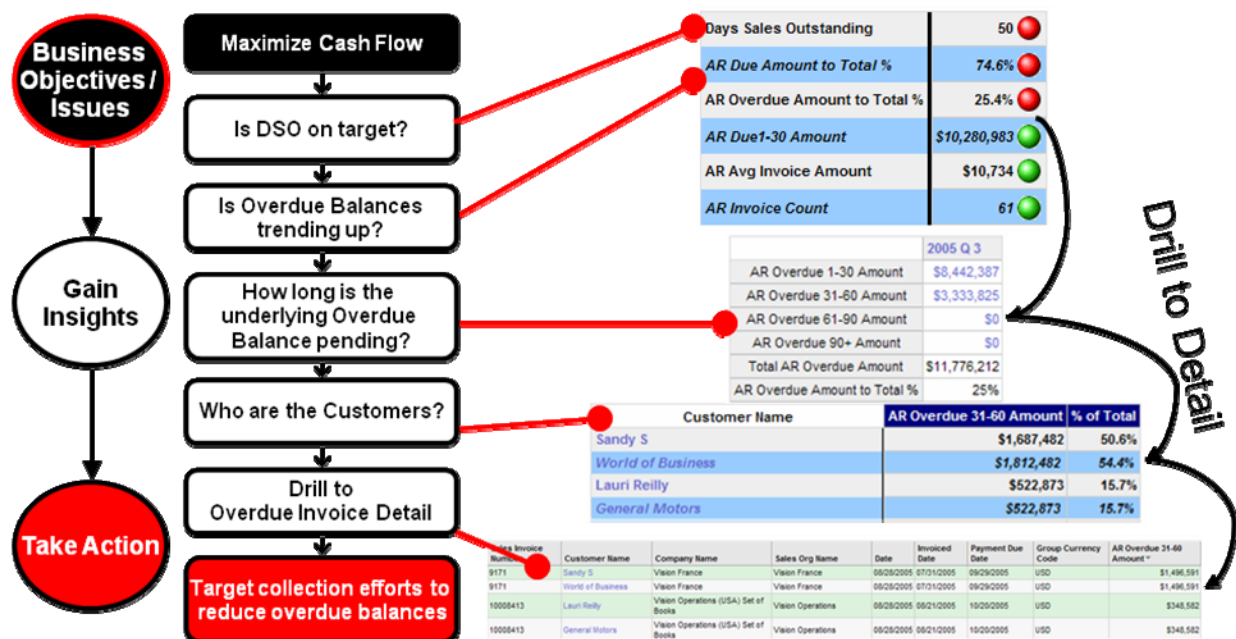 Business
Objectives /
Issues
Gain
Insights
Take Action
Maximize Cash Flow
Is DSO on target?
Is Overdue Balances
trending up?
How long is the
underlying Overdue
Balance pending?
Who are the Customers?
Drill to
Overdue Invoice Detail
Target collection efforts to
reduce overdue balances
Days Sales Outstanding 50
AR Due Amount to Total % 74.6%
AR Overdue Amount to Total % 25.4%
AR Due1-30 Amount $10,280,983
AR Avg Invoice Amount $10,734
AR Invoice Count 61
2005 Q 3
AR Overdue 1-30 Amount $8,442,387
AR Overdue 31-60 Amount $3,333,825
AR Overdue 61-90 Amount $0
AR Overdue 90+ Amount $0
Total AR Overdue Amount $11,776,212
AR Overdue Amount to Total % 25%
Drill to Detail
Customer Name AR Overdue 31-60 Amount % of Total
Sandy S $1,687,482 50.6%
World of Business $1,812,482 54.4%
Lauri Reilly $522,873 15.7%
General Motors $522,873 15.7%
Invoice Invoiced Payment Due Group Currency AR Overdue 31-60
Customer Name Company Name Sales Org Name Date Date Date Code Amount
9171 Sandy S Vision France Vision France 08/28/2005 07/31/2005 09/29/2005 USD $1,496,591
9171 World of Business Vision France Vision France 08/28/2005 07/31/2005 09/29/2005 USD $1,496,591
10008413 Lauri Reilly Vision Operations (USA) Set of Vision Operations 08/28/2005 08/21/2005 10/20/2005 USD $348,582
Books
10008413 General Motors Vision Operations (USA) Set of Vision Operations 08/28/2005 08/21/2005 10/20/2005 USD $348,582
Books